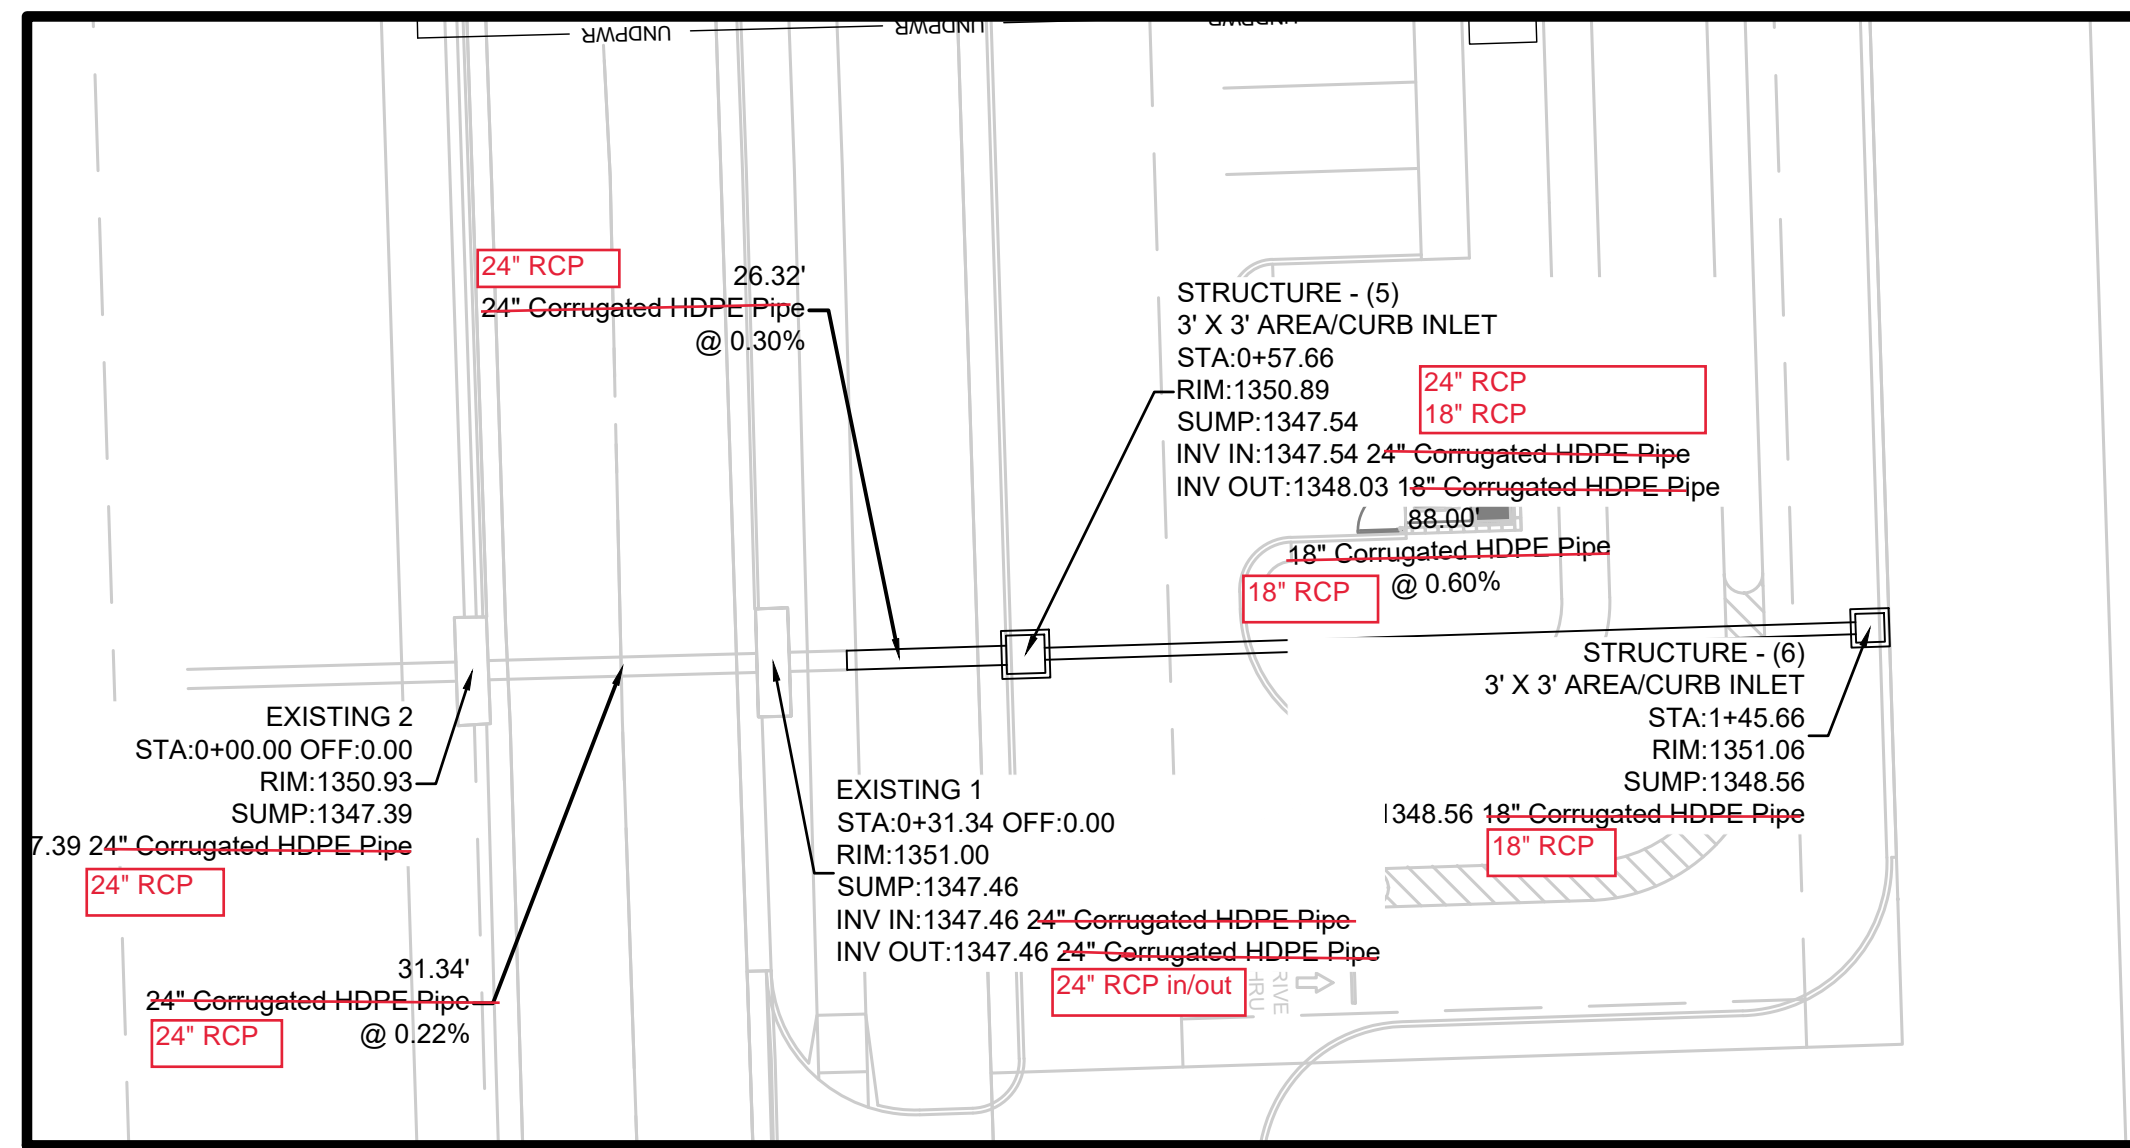 UNDPWR
UNDPWR
UNDPWR
24" RCP
26.32'
24" Corrugated HDPE Pipe
@ 0.30%
STRUCTURE - (5)
3' X 3' AREA/CURB INLET
STA:0+57.66
RIM:1350.89
SUMP:1347.54
INV IN:1347.54 24" Corrugated HDPE Pipe
INV OUT:1348.03 18" Corrugated HDPE Pipe
24" RCP
18" RCP
88.00'
18" Corrugated HDPE Pipe
@ 0.60%
18" RCP
STRUCTURE - (6)
3' X 3' AREA/CURB INLET
STA:1+45.66
RIM:1351.06
SUMP:1348.56
1348.56 18" Corrugated HDPE Pipe
18" RCP
EXISTING 2
STA:0+00.00 OFF:0.00
RIM:1350.93
SUMP:1347.39
7.39 24" Corrugated HDPE Pipe
24" RCP
EXISTING 1
STA:0+31.34 OFF:0.00
RIM:1351.00
SUMP:1347.46
INV IN:1347.46 24" Corrugated HDPE Pipe
INV OUT:1347.46 24" Corrugated HDPE Pipe
24" RCP in/out
31.34'
24" Corrugated HDPE Pipe
@ 0.22%
24" RCP
RIVE
HRU